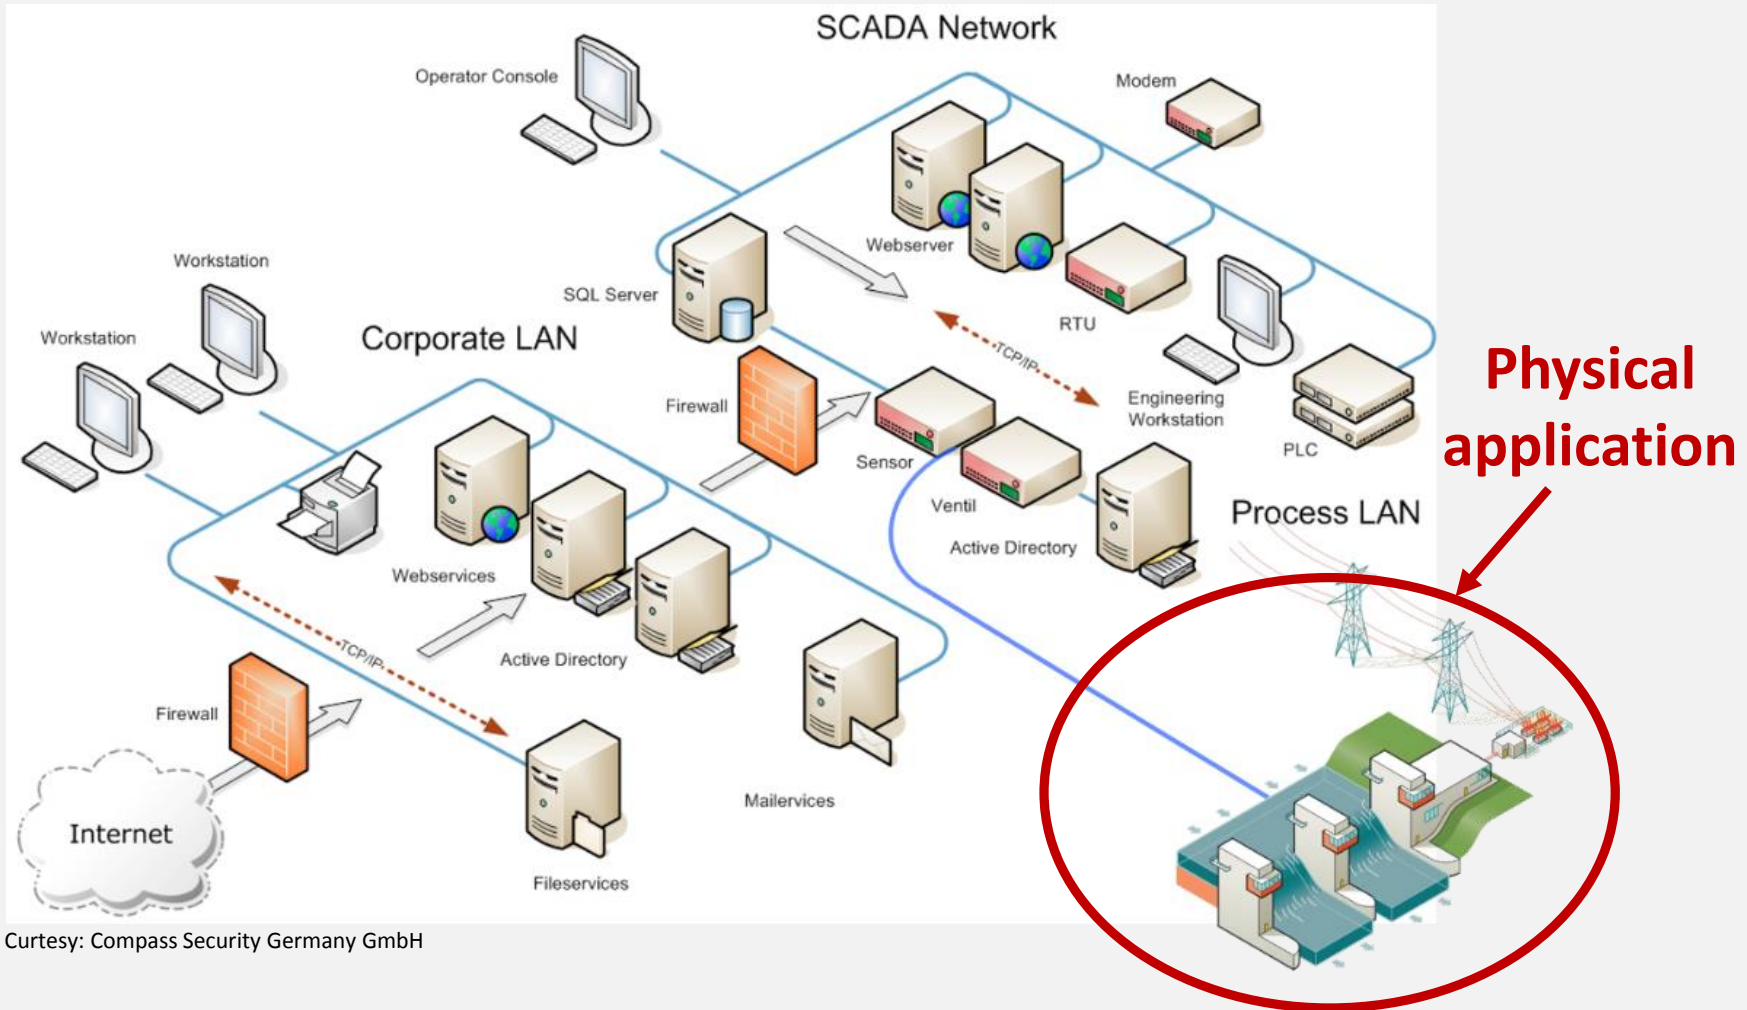 SCADA Network
Operator Console
Modem
Webserver
Workstation
SQL Server
RTU
TCP/IP
Workstation
Corporate LAN
Firewall
Engineering
Workstation
PLC
Physical
application
Sensor
Ventil
Process LAN
Active Directory
Webservices
TCP/IP
Active Directory
Firewall
Mailervices
Internet
Fileservices
Curtesy: Compass Security Germany GmbH